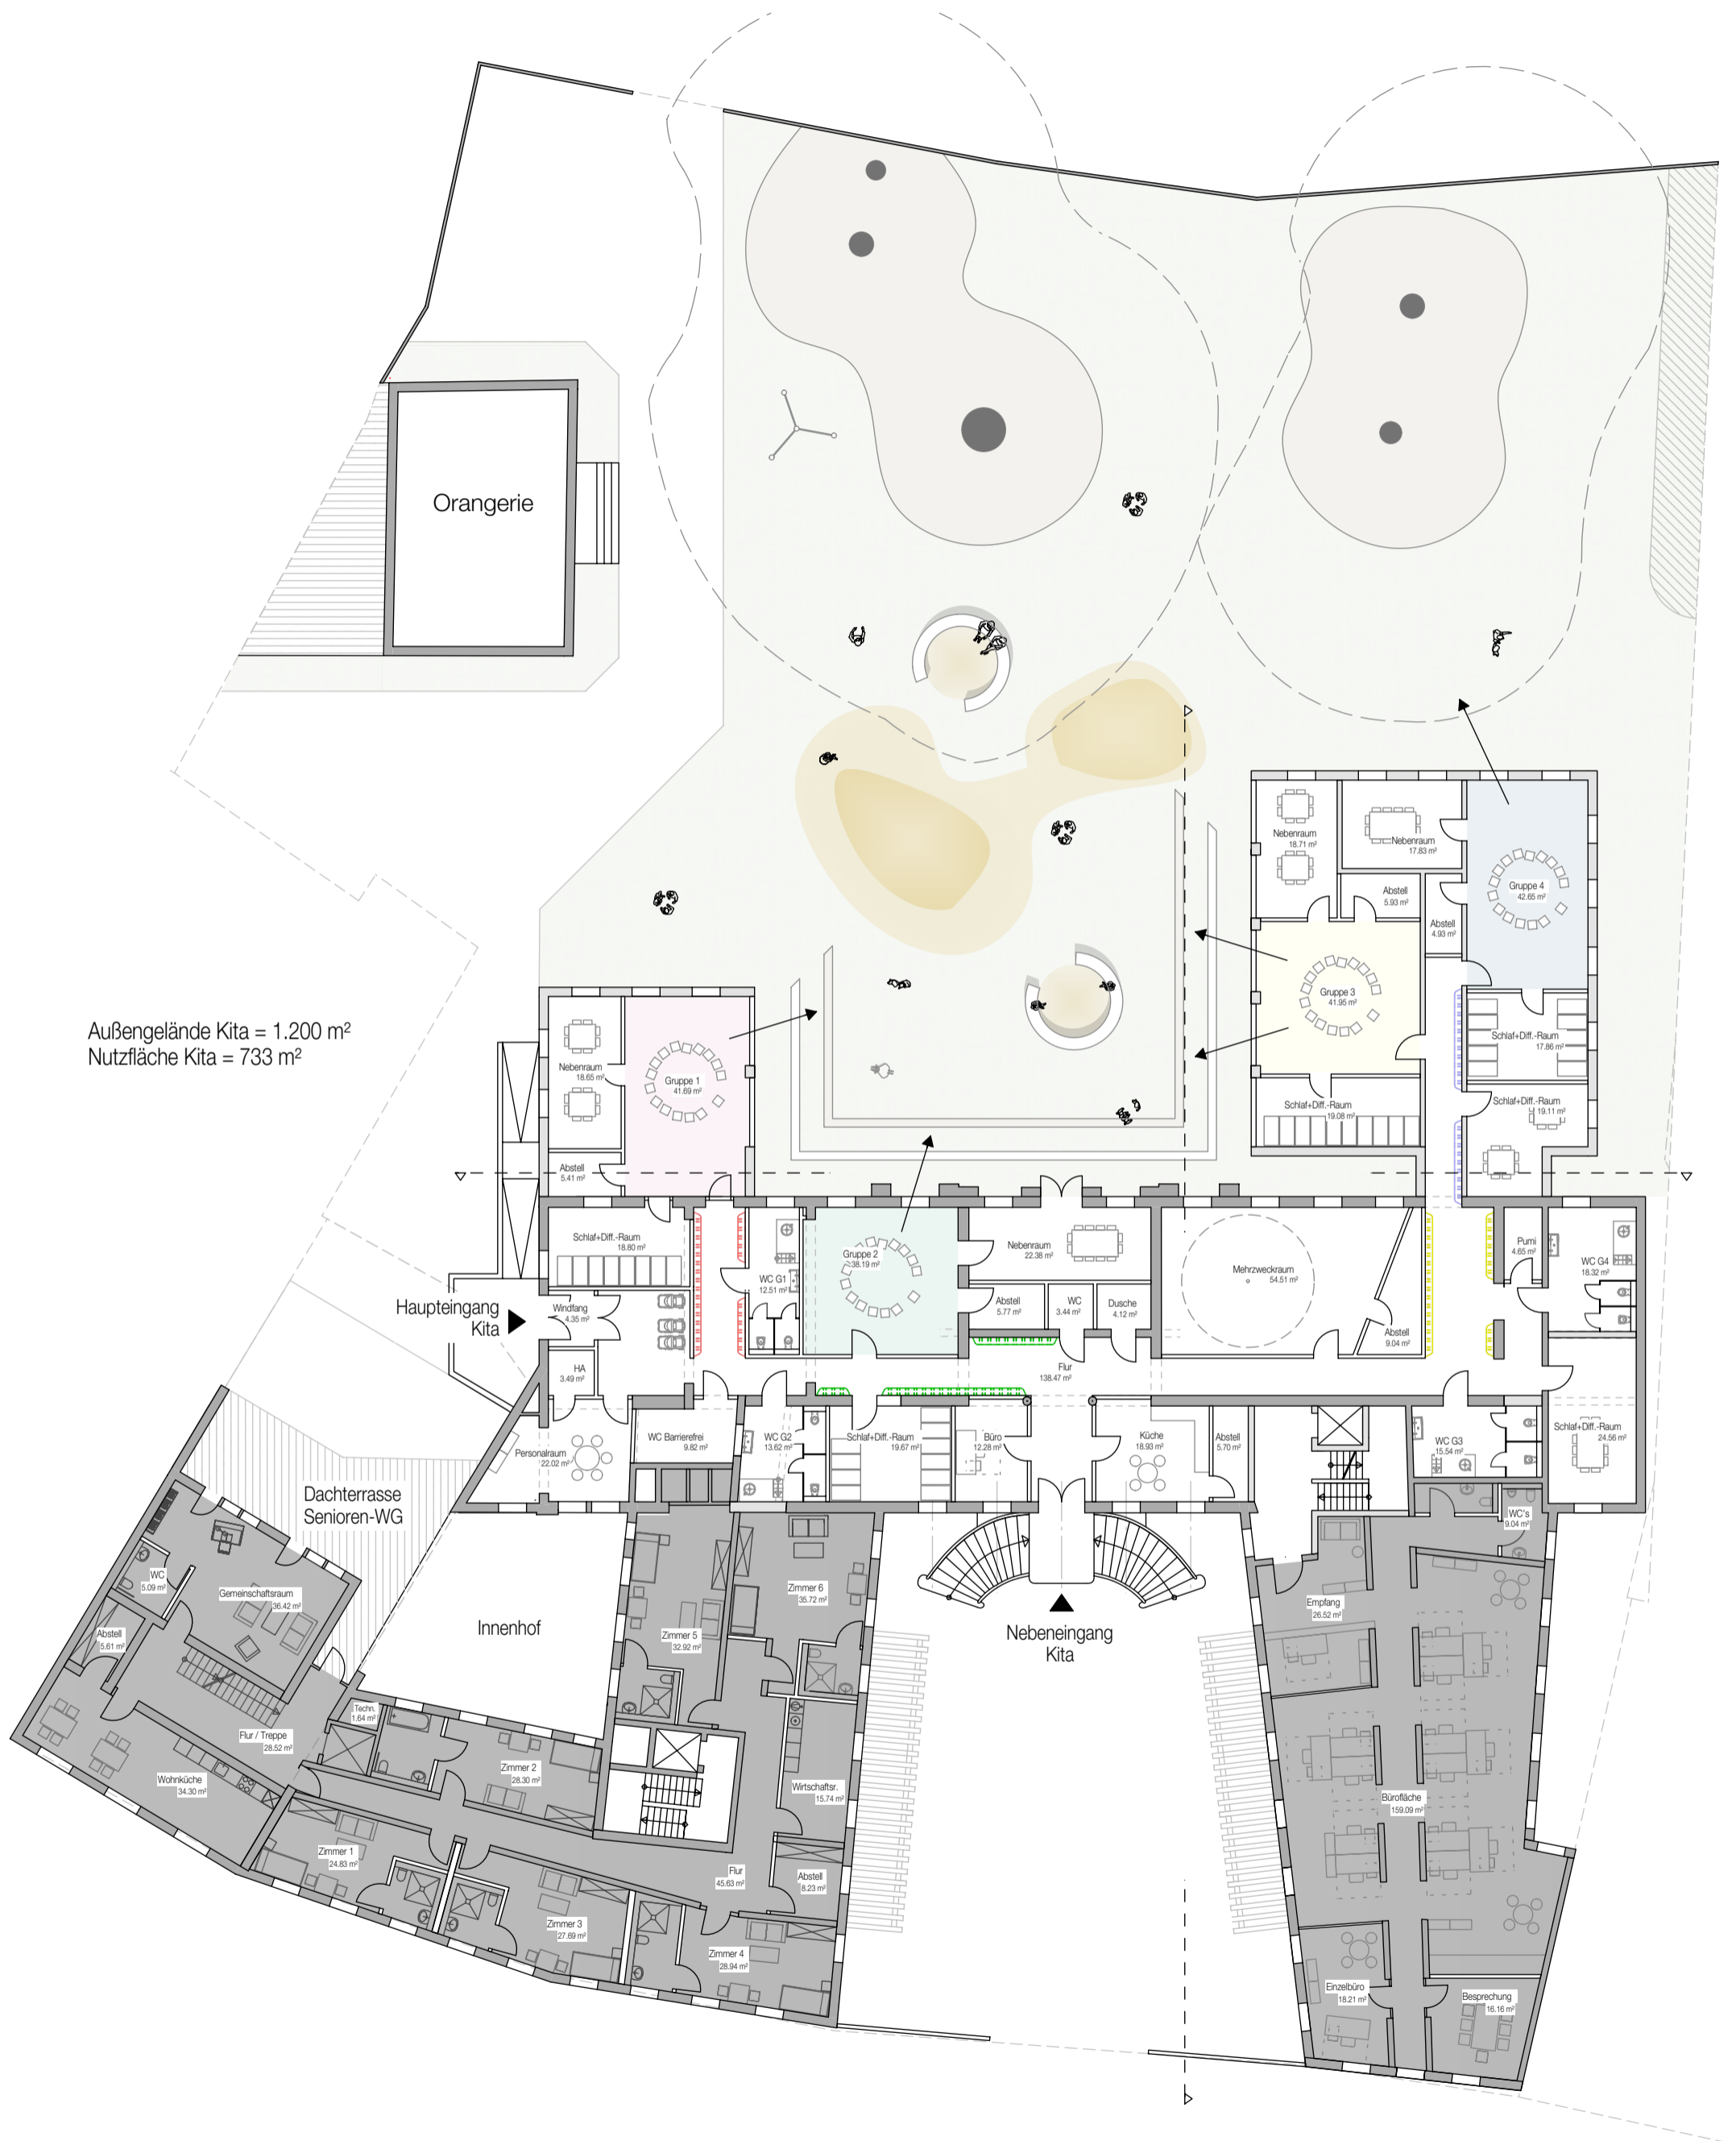 Orangerie
Außengelände Kita = 1.200 m²
Nutzfläche Kita = 733 m²
Nebenraum
18.71 m²
Nebenraum
17.83 m²
Abstell
5.93 m²
Abstell
4.93 m²
Gruppe 4
42.65 m²
Gruppe 3
41.95 m²
Schlaf+Diff.-Raum
17.86 m²
Schlaf+Diff.-Raum
19.08 m²
Schlaf+Diff.-Raum
19.11 m²
Nebenraum
18.65 m²
Gruppe 1
41.69 m²
Abstell
5.41 m²
Schlaf+Diff.-Raum
18.80 m²
WC G1
12.51 m²
Gruppe 2
38.19 m²
Nebenraum
22.38 m²
Abstell
5.77 m²
WC
3.44 m²
Dusche
4.12 m²
Mehrzweckraum
54.51 m²
Abstell
9.04 m²
Pumi
4.65 m²
WC G4
18.32 m²
Haupteingang
Kita
Windfang
4.35 m²
HA
3.49 m²
Flur
138.47 m²
Personalraum
22.02 m²
WC Barrierefrei
9.82 m²
WC G2
13.62 m²
Schlaf+Diff.-Raum
19.67 m²
Büro
12.28 m²
Küche
18.93 m²
Abstell
5.70 m²
WC G3
15.54 m²
Schlaf+Diff.-Raum
24.56 m²
Dachterrasse
Senioren-WG
WC's
9.04 m²
WC
5.09 m²
Gemeinschaftsraum
36.42 m²
Abstell
5.61 m²
Innenhof
Zimmer 5
32.92 m²
Zimmer 6
35.72 m²
Nebeneingang
Kita
Empfang
26.52 m²
Techn.
1.64 m²
Flur / Treppe
28.52 m²
Wohnküche
34.30 m²
Zimmer 2
28.30 m²
Wirtschaftsr.
15.74 m²
Bürofläche
159.09 m²
Zimmer 1
24.83 m²
Flur
45.63 m²
Abstell
8.23 m²
Zimmer 3
27.69 m²
Zimmer 4
28.94 m²
Einzelbüro
18.21 m²
Besprechung
16.16 m²